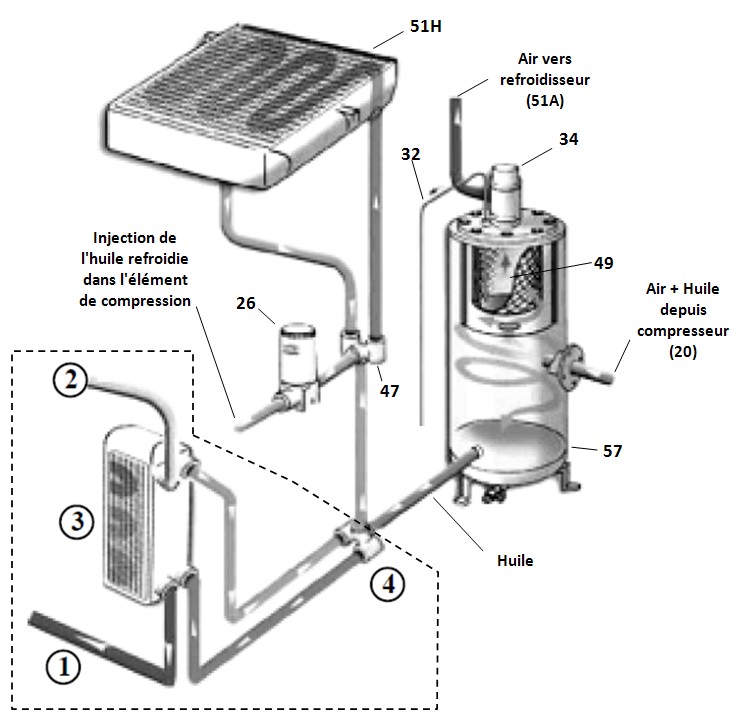 51H
Air vers
refroidisseur
(51A)
32
34
Injection de
l'huile refroidie
dans l'élément
de compression
26
49
Air + Huile
depuis
compresseur
(20)
47
2
57
3
Huile
4
1